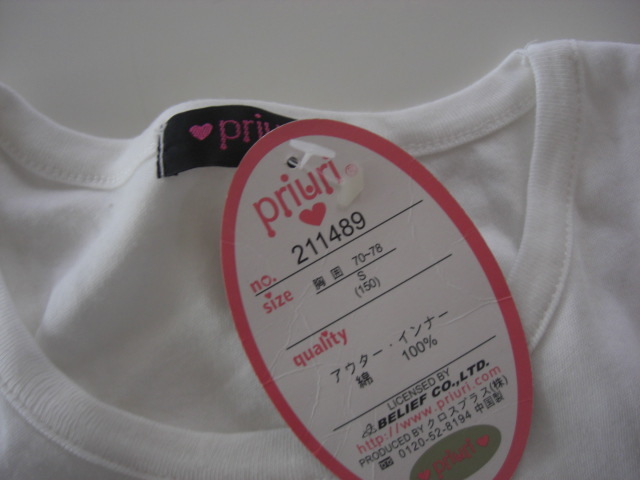 priuri
priuri
no. 211489
size 胸囲 70~78
S
(150)
quality
アウター・インナー
綿 100%
LICENSED BY
BELIEF CO.,LTD.
http://www.priuri.com
PRODUCED BY クロスプラス(株)
0120-52-8194 中国製
priuri